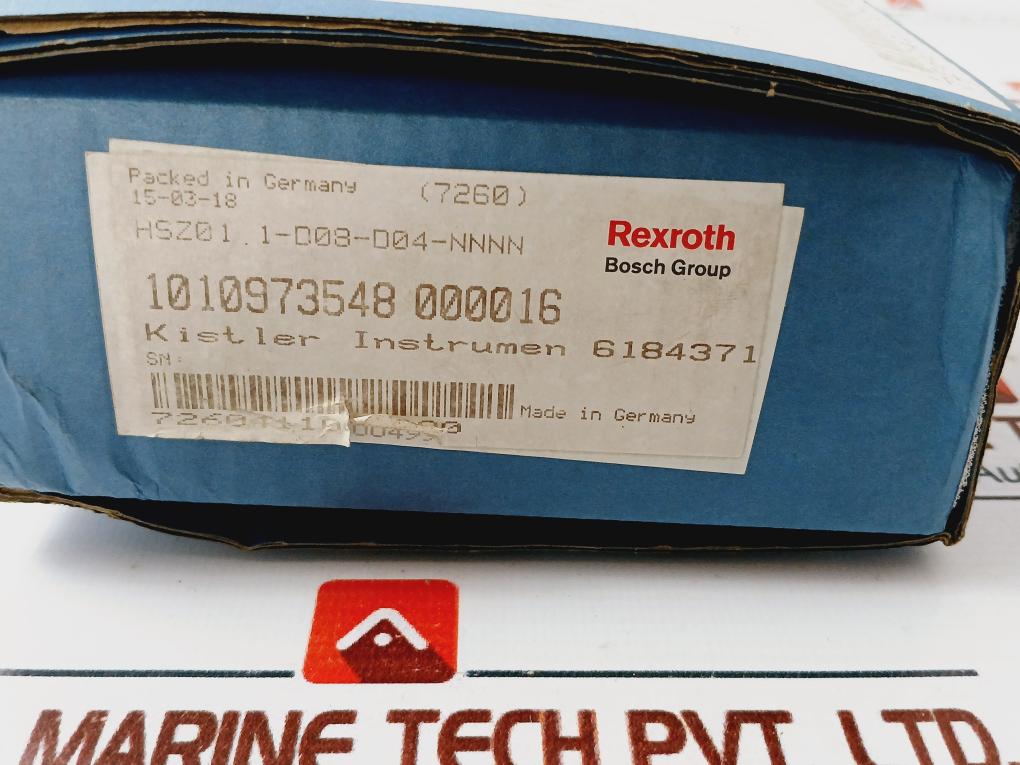 Packed in Germany (7260)
15-03-18
HSZ01.1-D08-D04-NNNN
Rexroth
Bosch Group
1010973548 000016
Kistler Instrumen 6184371
SN:
Made in Germany
MARINE TECH PVT. LTD.